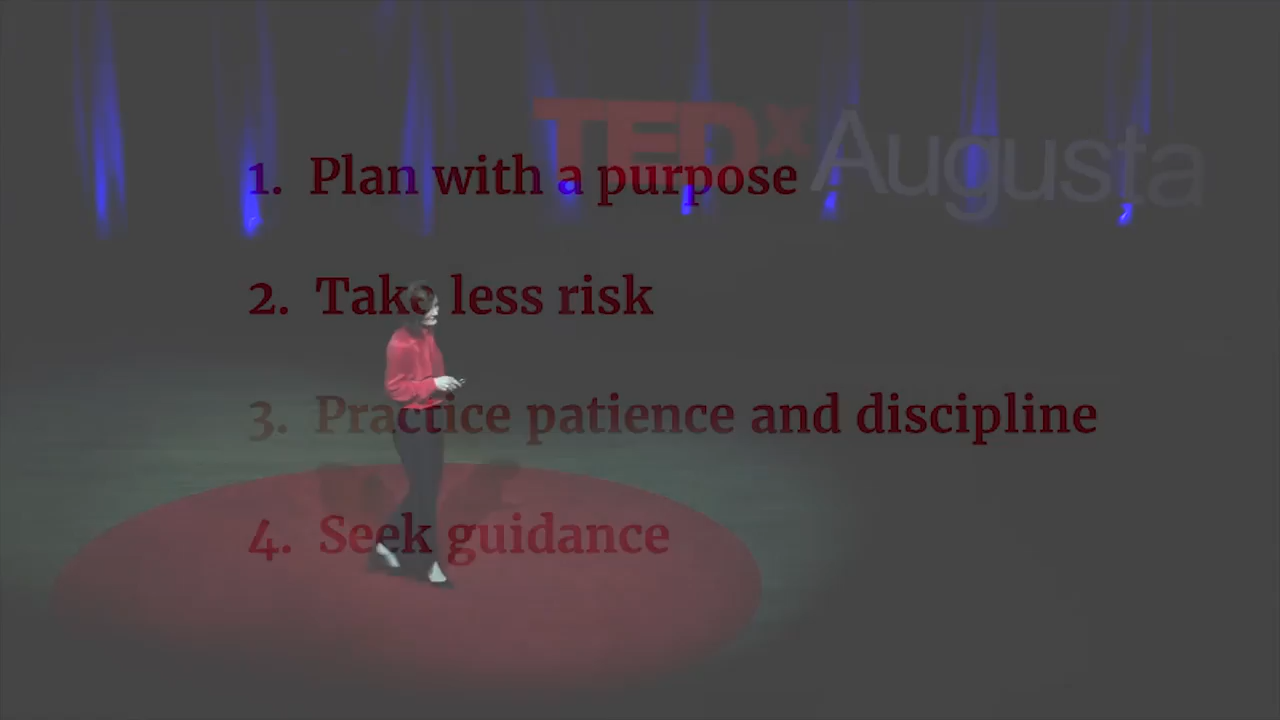 TEDx Augusta
1. Plan with a purpose
2. Take less risk
3. Practice patience and discipline
4. Seek guidance